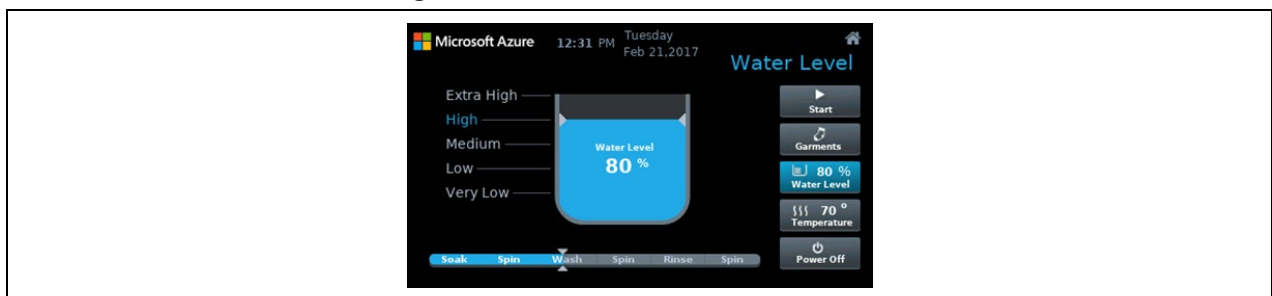 Microsoft Azure 12:31 PM Tuesday
Feb 21,2017
Water Level
Extra High
High
Medium
Low
Very Low
Water Level
80 %
Start
Garments
80 %
Water Level
70 °
Temperature
Power Off
Soak Spin Wash Spin Rinse Spin